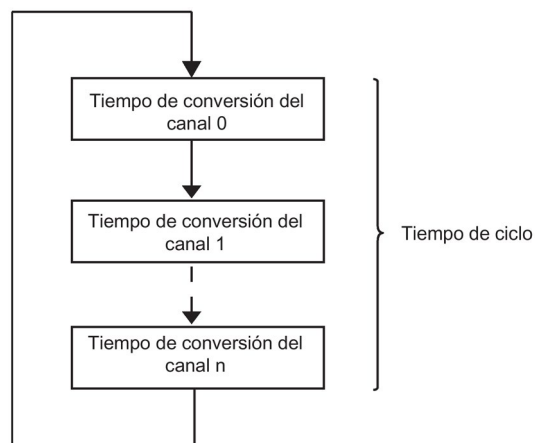 Tiempo de conversión del
canal 0
Tiempo de conversión del
canal 1
Tiempo de ciclo
Tiempo de conversión del
canal n